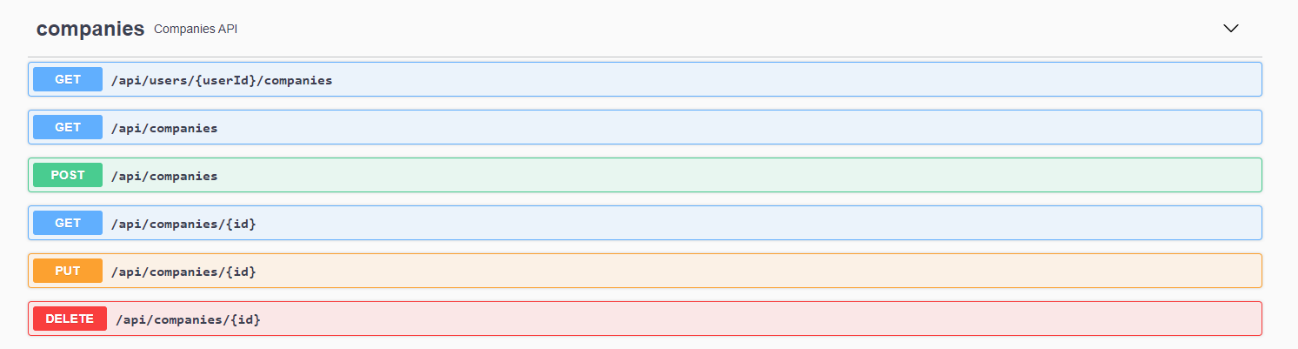 companies Companies API
GET /api/users/{userId}/companies
GET /api/companies
POST /api/companies
GET /api/companies/{id}
PUT /api/companies/{id}
DELETE /api/companies/{id}